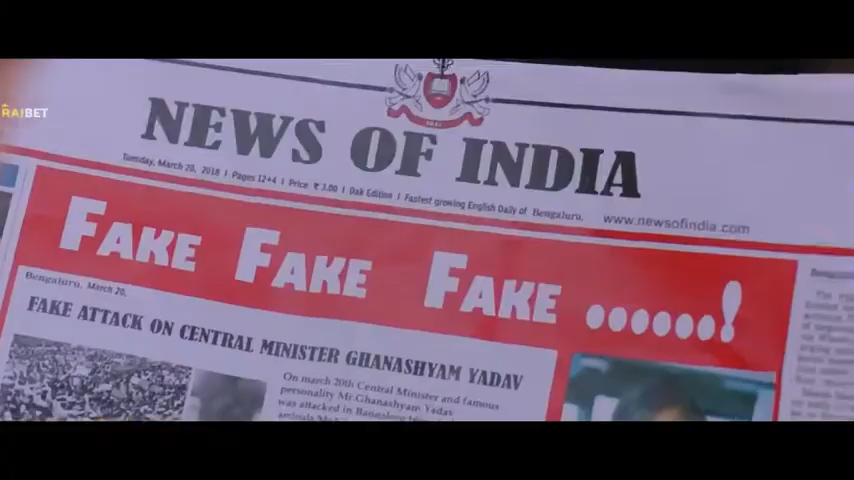 RAJBET
NEWS OF INDIA
Tuesday, March 20, 2018 I Pages 12+4 I Price ₹ 3.00 I Dak Edition I Fastest growing English Daily of Bengaluru.
www.newsofindia.com
FAKE FAKE FAKE ......!
Bengaluru, March 20,
FAKE ATTACK ON CENTRAL MINISTER GHANASHYAM YADAV
On march 20th Central Minister and famous
personality Mr.Ghanashyam Yadav
was attacked in Bangalore